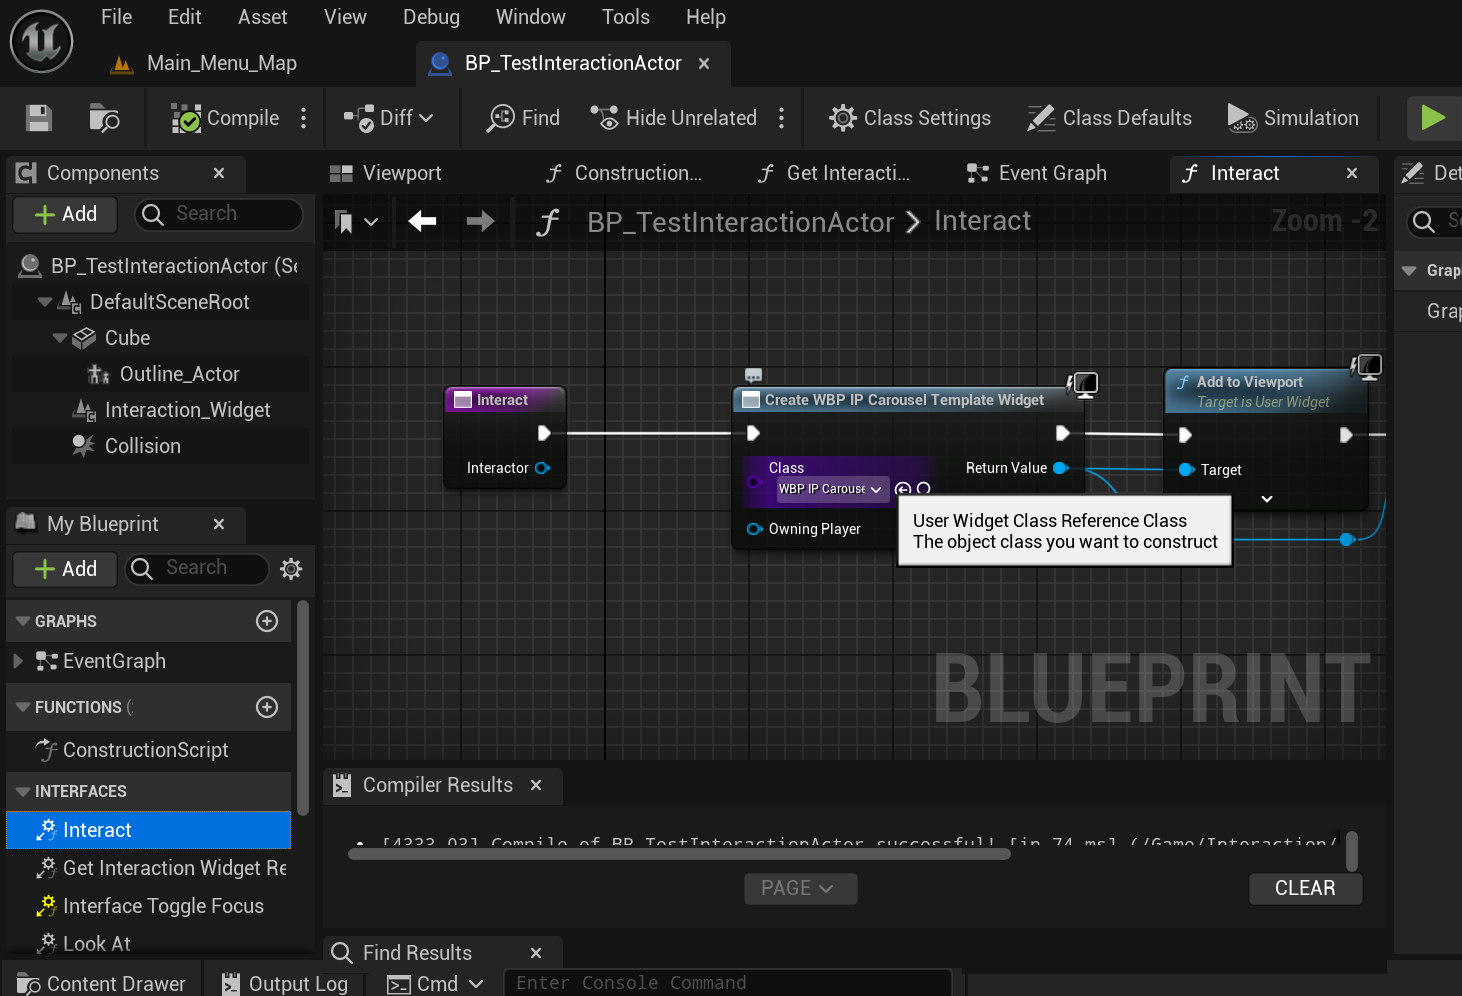 File Edit Asset View Debug Window Tools Help
Main_Menu_Map BP_TestInteractionActor
Compile Diff Find Hide Unrelated Class Settings Class Defaults Simulation
Components Viewport Construction... Get Interacti... Event Graph Interact Det
Add Search BP_TestInteractionActor > Interact Zoom -2
BP_TestInteractionActor (Se
DefaultSceneRoot
Cube
Outline_Actor
Interaction_Widget
Collision
Interact
Interactor
Create WBP IP Carousel Template Widget
Class
WBP IP Carouse
Return Value
Owning Player
Add to Viewport
Target is User Widget
Target
User Widget Class Reference Class
The object class you want to construct
BLUEPRINT
Grap
Gra
My Blueprint
Add Search
GRAPHS
EventGraph
FUNCTIONS (
ConstructionScript
INTERFACES
Interact
Get Interaction Widget Re
Interface Toggle Focus
Look At
Compiler Results
[4333.03] Compile of BP_TestInteractionActor successful! [in 74 ms] (/Game/Interaction/
PAGE CLEAR
Find Results
Content Drawer Output Log Cmd Enter Console Command